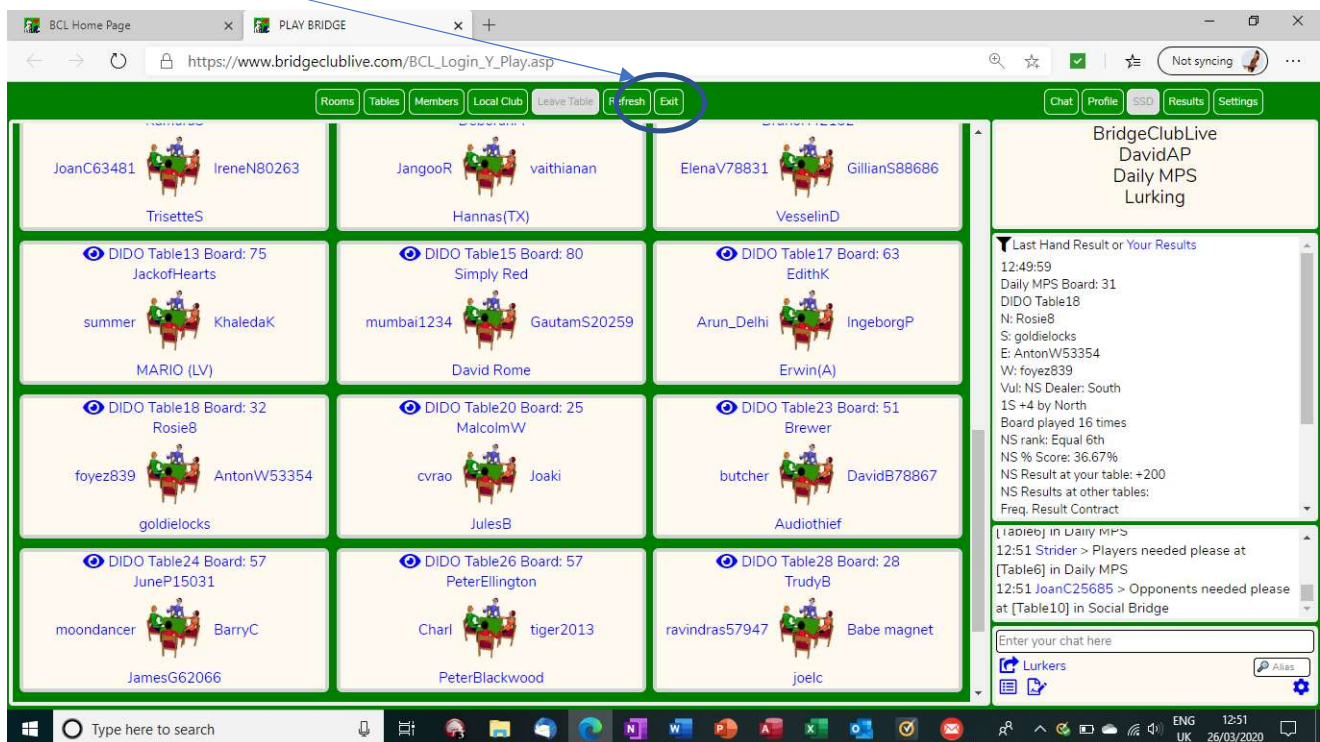 BCL Home Page
PLAY BRIDGE
https://www.bridgeclublive.com/BCL_Login_Y_Play.asp
Not syncing
Rooms Tables Members Local Club Leave Table Refresh Exit
Chat Profile SSD Results Settings
JoanC63481 IreneN80263
TrisetteS
JangooR vaithianan
Hannas(TX)
ElenaV78831 GillianS88686
VesselinD
DIDO Table13 Board: 75
JackofHearts
summer KhaledaK
MARIO (LV)
DIDO Table15 Board: 80
Simply Red
mumbai1234 GautamS20259
David Rome
DIDO Table17 Board: 63
EdithK
Arun_Delhi IngeborgP
Erwin(A)
DIDO Table18 Board: 32
Rosie8
foyez839 AntonW53354
goldielocks
DIDO Table20 Board: 25
MalcolmW
cvrao Joaki
JulesB
DIDO Table23 Board: 51
Brewer
butcher DavidB78867
Audiothief
DIDO Table24 Board: 57
JuneP15031
moondancer BarryC
JamesG62066
DIDO Table26 Board: 57
PeterEllington
Charl tiger2013
PeterBlackwood
DIDO Table28 Board: 28
TrudyB
ravindras57947 Babe magnet
joelc
BridgeClubLive
DavidAP
Daily MPS
Lurking
Last Hand Result or Your Results
12:49:59
Daily MPS Board: 31
DIDO Table18
N: Rosie8
S: goldielocks
E: AntonW53354
W: foyez839
Vul: NS Dealer: South
1S +4 by North
Board played 16 times
NS rank: Equal 6th
NS % Score: 36.67%
NS Result at your table: +200
NS Results at other tables:
Freq. Result Contract
[Table6] in Daily MPS
12:51 Strider > Players needed please at
[Table6] in Daily MPS
12:51 JoanC25685 > Opponents needed please
at [Table10] in Social Bridge
Enter your chat here
Lurkers
Alias
Type here to search
ENG 12:51
UK 26/03/2020